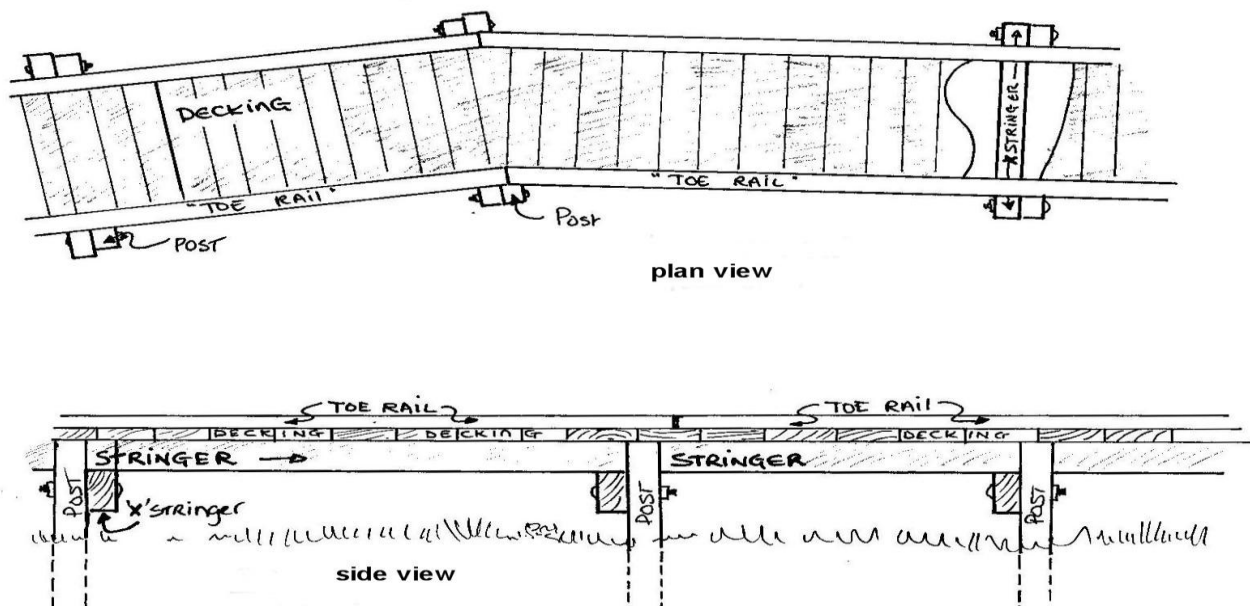 DECKING
"TOE RAIL"
POST
Post
"TOE RAIL"
'X' STRINGER
plan view
TOE RAIL
TOE RAIL
DECKING
DECKING
DECKING
STRINGER
STRINGER
POST
POST
POST
'X' stringer
side view